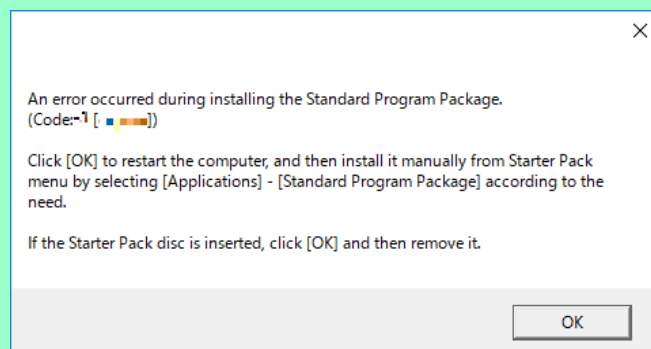 An error occurred during installing the Standard Program Package.
(Code:-1 [
])
Click [OK] to restart the computer, and then install it manually from Starter Pack
menu by selecting [Applications] - [Standard Program Package] according to the
need.
If the Starter Pack disc is inserted, click [OK] and then remove it.
OK